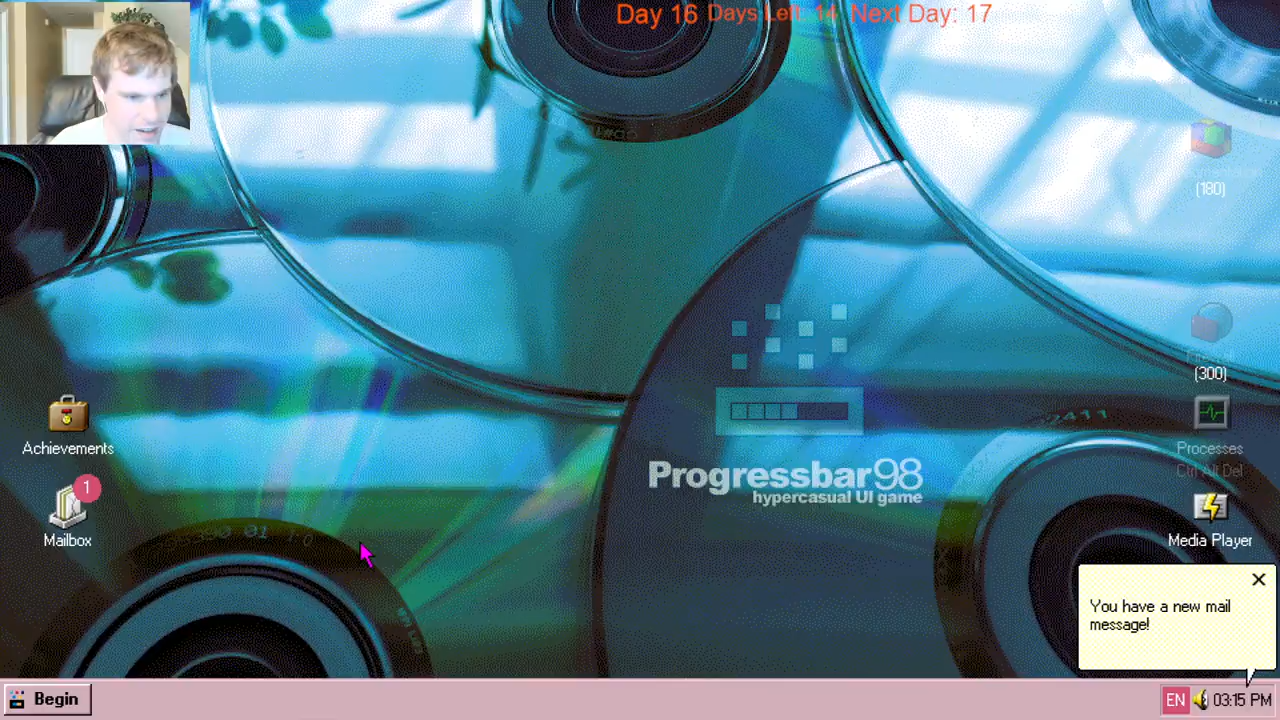 Day 16 Days Left: 14 Next Day: 17
(180)
(300)
Achievements
Processes
Ctrl Alt Del
Progressbar98
hypercasual UI game
1
Mailbox
Media Player
You have a new mail
message!
Begin
EN 03:15 PM